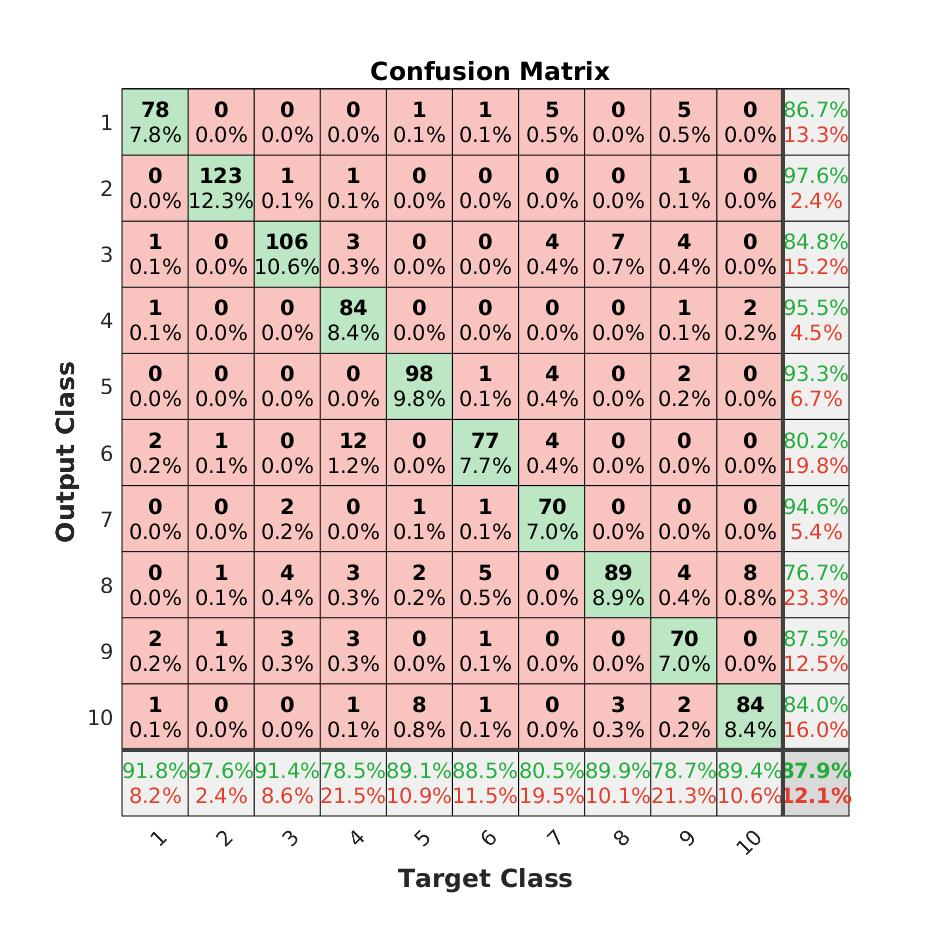 Confusion Matrix
1 78 0 0 0 1 1 5 0 5 0 86.7%
7.8% 0.0% 0.0% 0.0% 0.1% 0.1% 0.5% 0.0% 0.5% 0.0% 13.3%
2 0 123 1 1 0 0 0 0 1 0 97.6%
0.0% 12.3% 0.1% 0.1% 0.0% 0.0% 0.0% 0.0% 0.1% 0.0% 2.4%
3 1 0 106 3 0 0 4 7 4 0 84.8%
0.1% 0.0% 10.6% 0.3% 0.0% 0.0% 0.4% 0.7% 0.4% 0.0% 15.2%
4 1 0 0 84 0 0 0 0 1 2 95.5%
0.1% 0.0% 0.0% 8.4% 0.0% 0.0% 0.0% 0.0% 0.1% 0.2% 4.5%
5 0 0 0 0 98 1 4 0 2 0 93.3%
0.0% 0.0% 0.0% 0.0% 9.8% 0.1% 0.4% 0.0% 0.2% 0.0% 6.7%
6 2 1 0 12 0 77 4 0 0 0 80.2%
0.2% 0.1% 0.0% 1.2% 0.0% 7.7% 0.4% 0.0% 0.0% 0.0% 19.8%
7 0 0 2 0 1 1 70 0 0 0 94.6%
0.0% 0.0% 0.2% 0.0% 0.1% 0.1% 7.0% 0.0% 0.0% 0.0% 5.4%
8 0 1 4 3 2 5 0 89 4 8 76.7%
0.0% 0.1% 0.4% 0.3% 0.2% 0.5% 0.0% 8.9% 0.4% 0.8% 23.3%
9 2 1 3 3 0 1 0 0 70 0 87.5%
0.2% 0.1% 0.3% 0.3% 0.0% 0.1% 0.0% 0.0% 7.0% 0.0% 12.5%
10 1 0 0 1 8 1 0 3 2 84 84.0%
0.1% 0.0% 0.0% 0.1% 0.8% 0.1% 0.0% 0.3% 0.2% 8.4% 16.0%
91.8% 97.6% 91.4% 78.5% 89.1% 88.5% 80.5% 89.9% 78.7% 89.4% 87.9%
8.2% 2.4% 8.6% 21.5% 10.9% 11.5% 19.5% 10.1% 21.3% 10.6% 12.1%
1 2 3 4 5 6 7 8 9 10
Target Class
Output Class